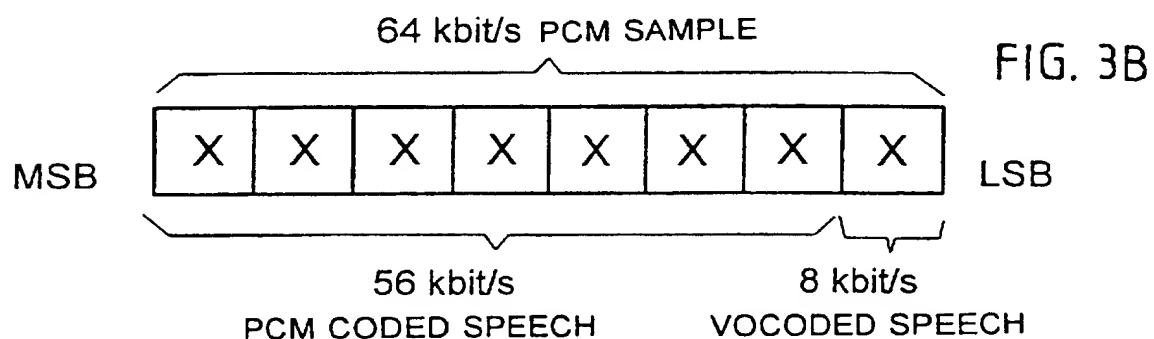 64 kbit/s PCM SAMPLE
FIG. 3B
MSB X X X X X X X X LSB
56 kbit/s 8 kbit/s
PCM CODED SPEECH VOCODED SPEECH